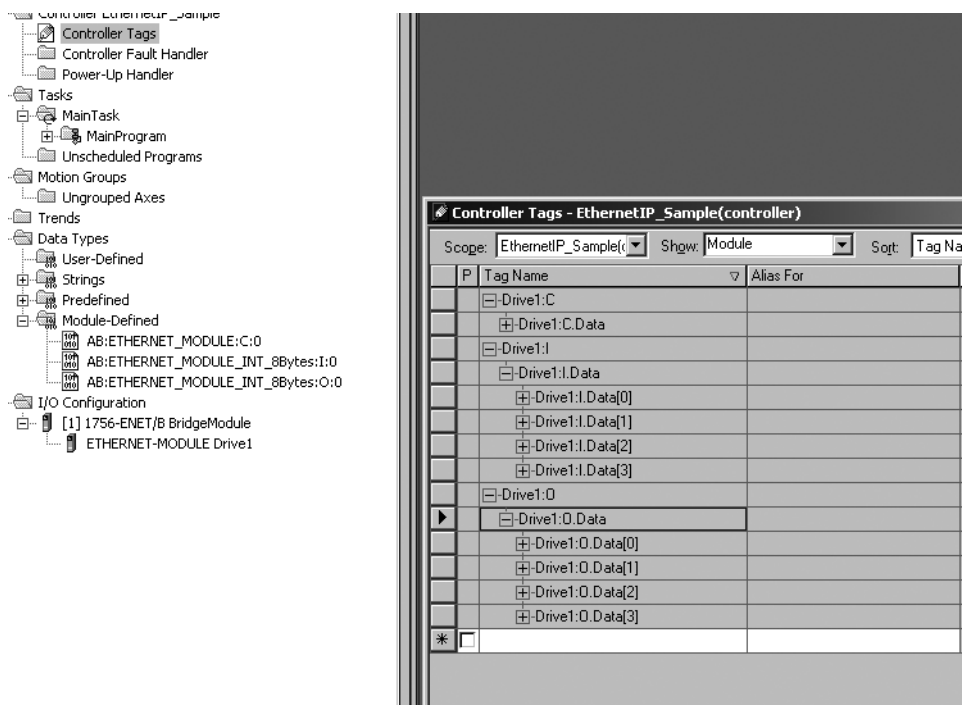 Controller EthernetIP_Sample
Controller Tags
Controller Fault Handler
Power-Up Handler
Tasks
MainTask
MainProgram
Unscheduled Programs
Motion Groups
Ungrouped Axes
Trends
Data Types
User-Defined
Strings
Predefined
Module-Defined
AB:ETHERNET_MODULE:C:0
AB:ETHERNET_MODULE_INT_8Bytes:I:0
AB:ETHERNET_MODULE_INT_8Bytes:O:0
I/O Configuration
[1] 1756-ENET/B BridgeModule
ETHERNET-MODULE Drive1
Controller Tags - EthernetIP_Sample(controller)
Scope: EthernetIP_Sample(c Show: Module Sort: Tag Na
P Tag Name Alias For
Drive1:C
Drive1:C.Data
Drive1:I
Drive1:I.Data
Drive1:I.Data[0]
Drive1:I.Data[1]
Drive1:I.Data[2]
Drive1:I.Data[3]
Drive1:O
Drive1:O.Data
Drive1:O.Data[0]
Drive1:O.Data[1]
Drive1:O.Data[2]
Drive1:O.Data[3]